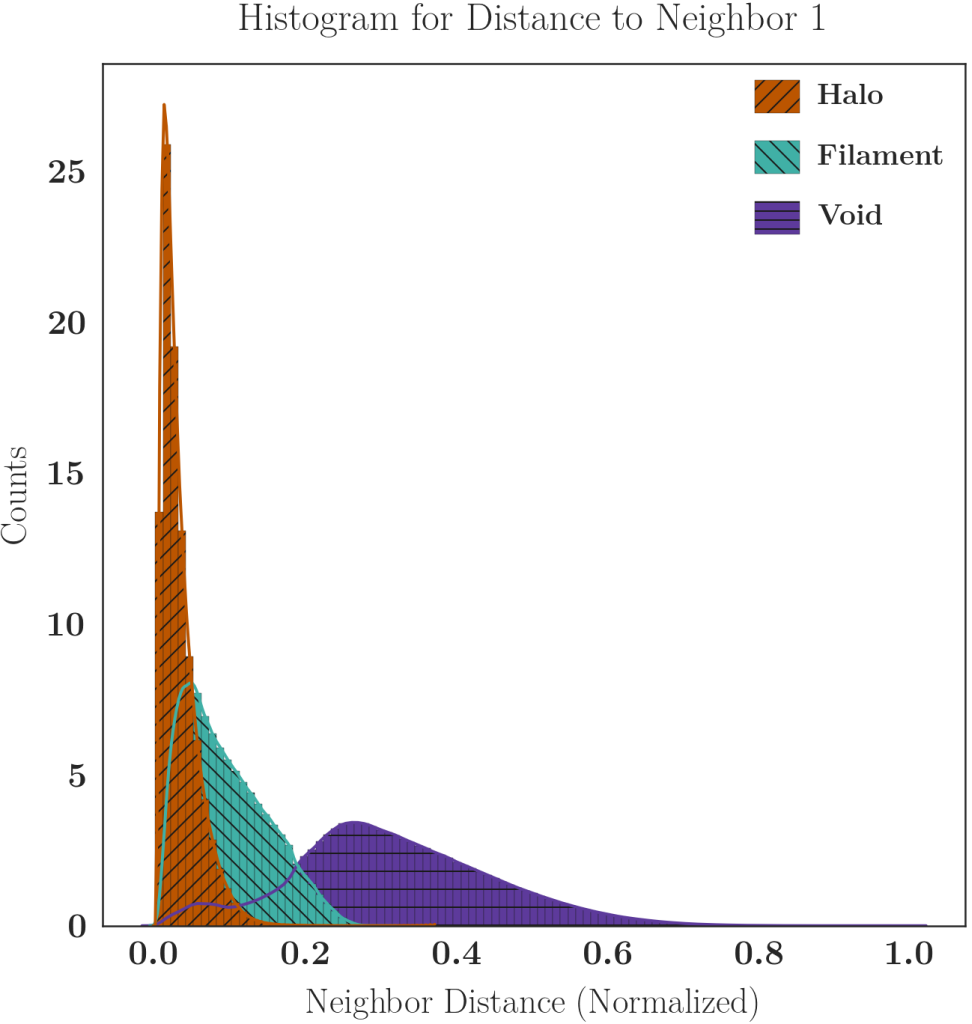 Histogram for Distance to Neighbor 1
Halo
Filament
Void
25
20
15
10
5
0
Counts
0.0 0.2 0.4 0.6 0.8 1.0
Neighbor Distance (Normalized)